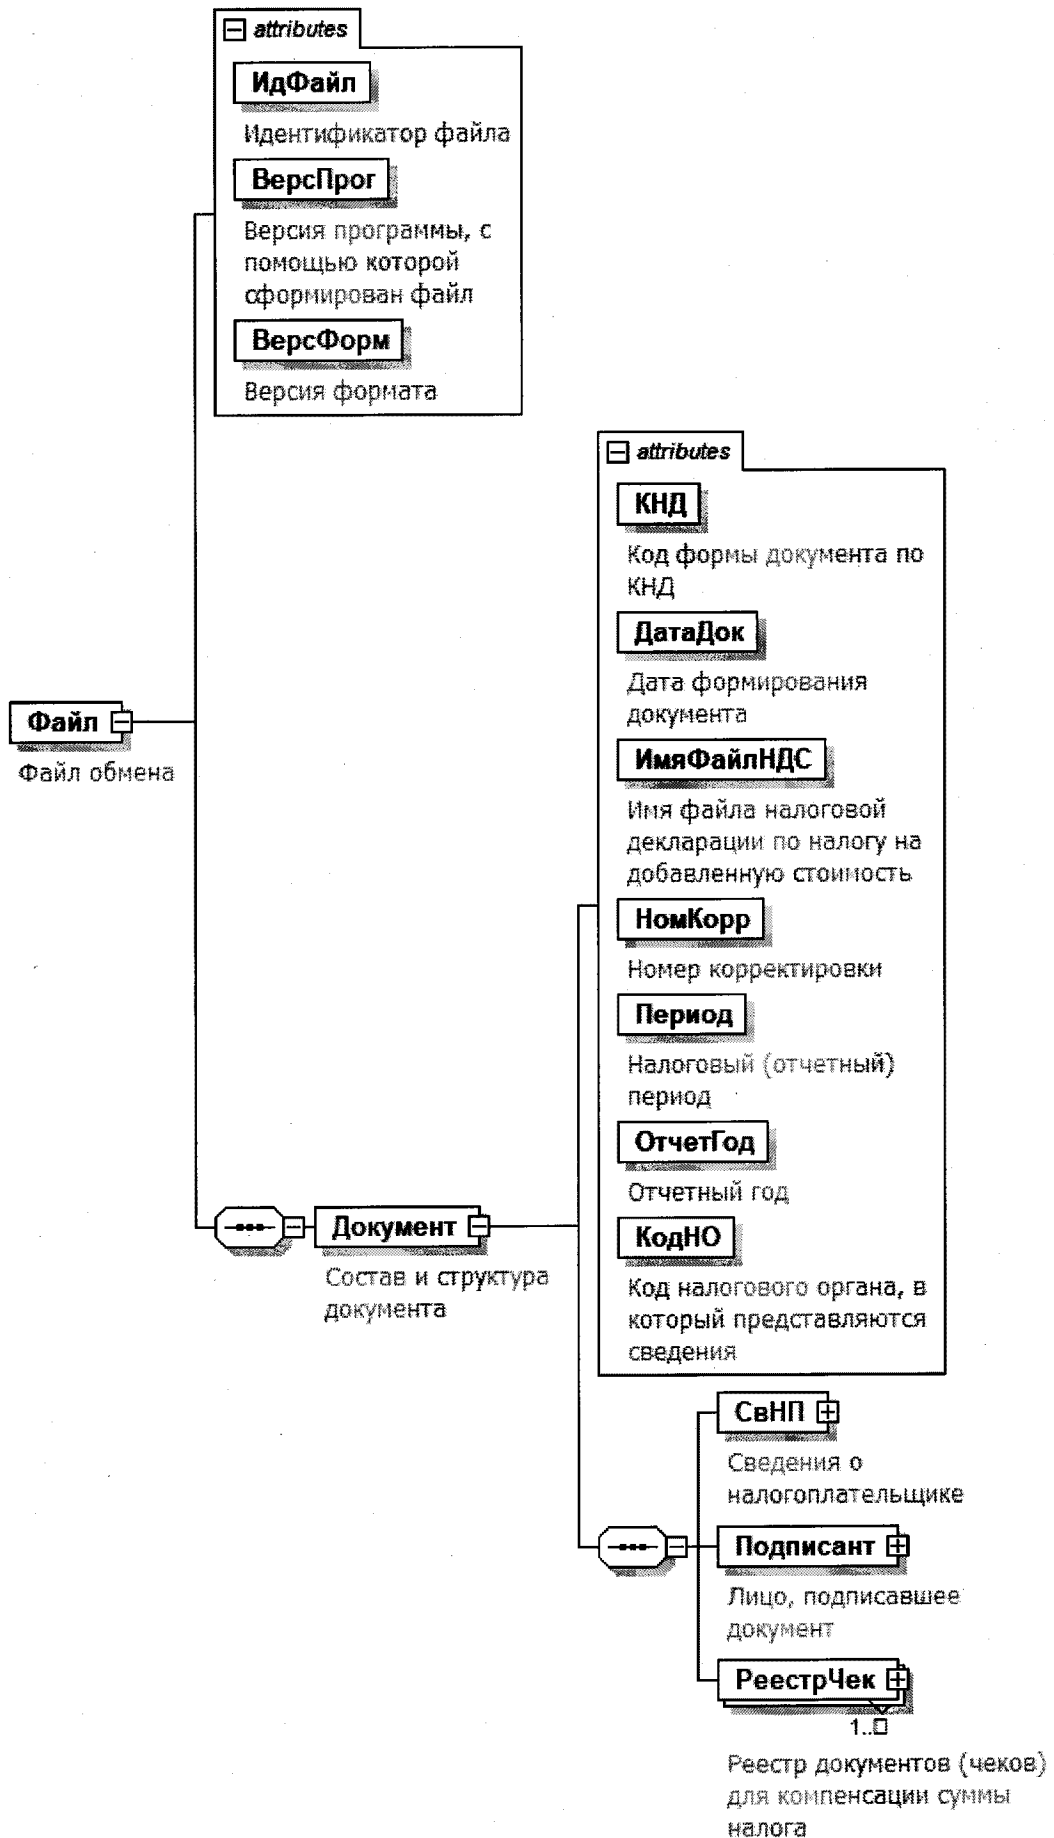 attributes
ИдФайл
Идентификатор файла
ВерсПрог
Версия программы, с
помощью которой
сформирован файл
ВерсФорм
Версия формата
attributes
КНД
Код формы документа по
КНД
ДатаДок
Дата формирования
документа
ИмяФайлНДС
Имя файла налоговой
декларации по налогу на
добавленную стоимость
НомКорр
Номер корректировки
Период
Налоговый (отчетный)
период
ОтчетГод
Отчетный год
КодНО
Код налогового органа, в
который представляются
сведения
Файл
Файл обмена
Документ
Состав и структура
документа
СвНП
Сведения о
налогоплательщике
Подписант
Лицо, подписавшее
документ
РеестрЧек
1..□
Реестр документов (чеков)
для компенсации суммы
налога